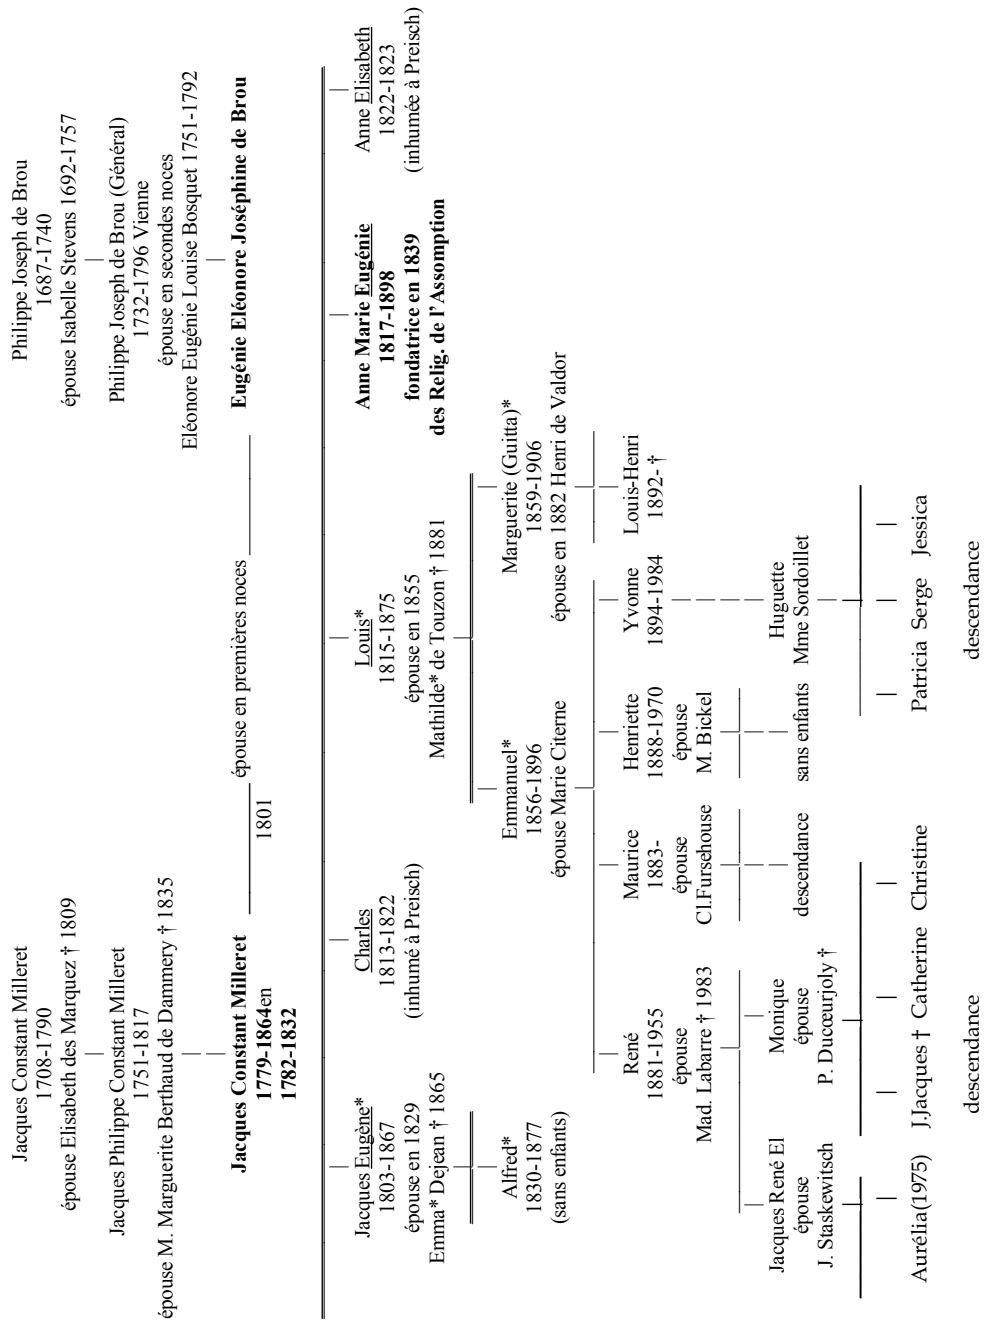 Jacques Constant Milleret
1708-1790
épouse Elisabeth des Marquez † 1809
Jacques Philippe Constant Milleret
1751-1817
épouse M. Marguerite Berthaud de Dammery † 1835
Philippe Joseph de Brou
1687-1740
épouse Isabelle Stevens 1692-1757
Philippe Joseph de Brou (Général)
1732-1796 Vienne
épouse en secondes noces
Eléonore Eugénie Louise Bosquet 1751-1792
Jacques Constant Milleret
1779-1864en
1782-1832
épouse en premières noces
1801
Eugénie Eléonore Joséphine de Brou
Jacques Eugène*
1803-1867
épouse en 1829
Emma* Dejean † 1865
Charles
1813-1822
(inhumé à Preisch)
Louis*
1815-1875
épouse en 1855
Mathilde* de Touzon † 1881
Anne Marie Eugénie
1817-1898
fondatrice en 1839
des Relig. de l'Assomption
Anne Elisabeth
1822-1823
(inhumée à Preisch)
Alfred*
1830-1877
(sans enfants)
Emmanuel*
1856-1896
épouse Marie Citerne
Marguerite (Guitta)*
1859-1906
épouse en 1882 Henri de Valdor
René
1881-1955
épouse
Mad. Labarre † 1983
Maurice
1883-
épouse
Cl.Fursehouse
Henriette
1888-1970
épouse
M. Bickel
Yvonne
1894-1984
Louis-Henri
1892- †
Jacques René El
épouse
J. Staskewitsch
Monique
épouse
P. Ducœurjoly †
descendance
sans enfants
Huguette
Mme Sordoillet
Aurélia(1975) J.Jacques † Catherine Christine
Patricia Serge Jessica
descendance
descendance